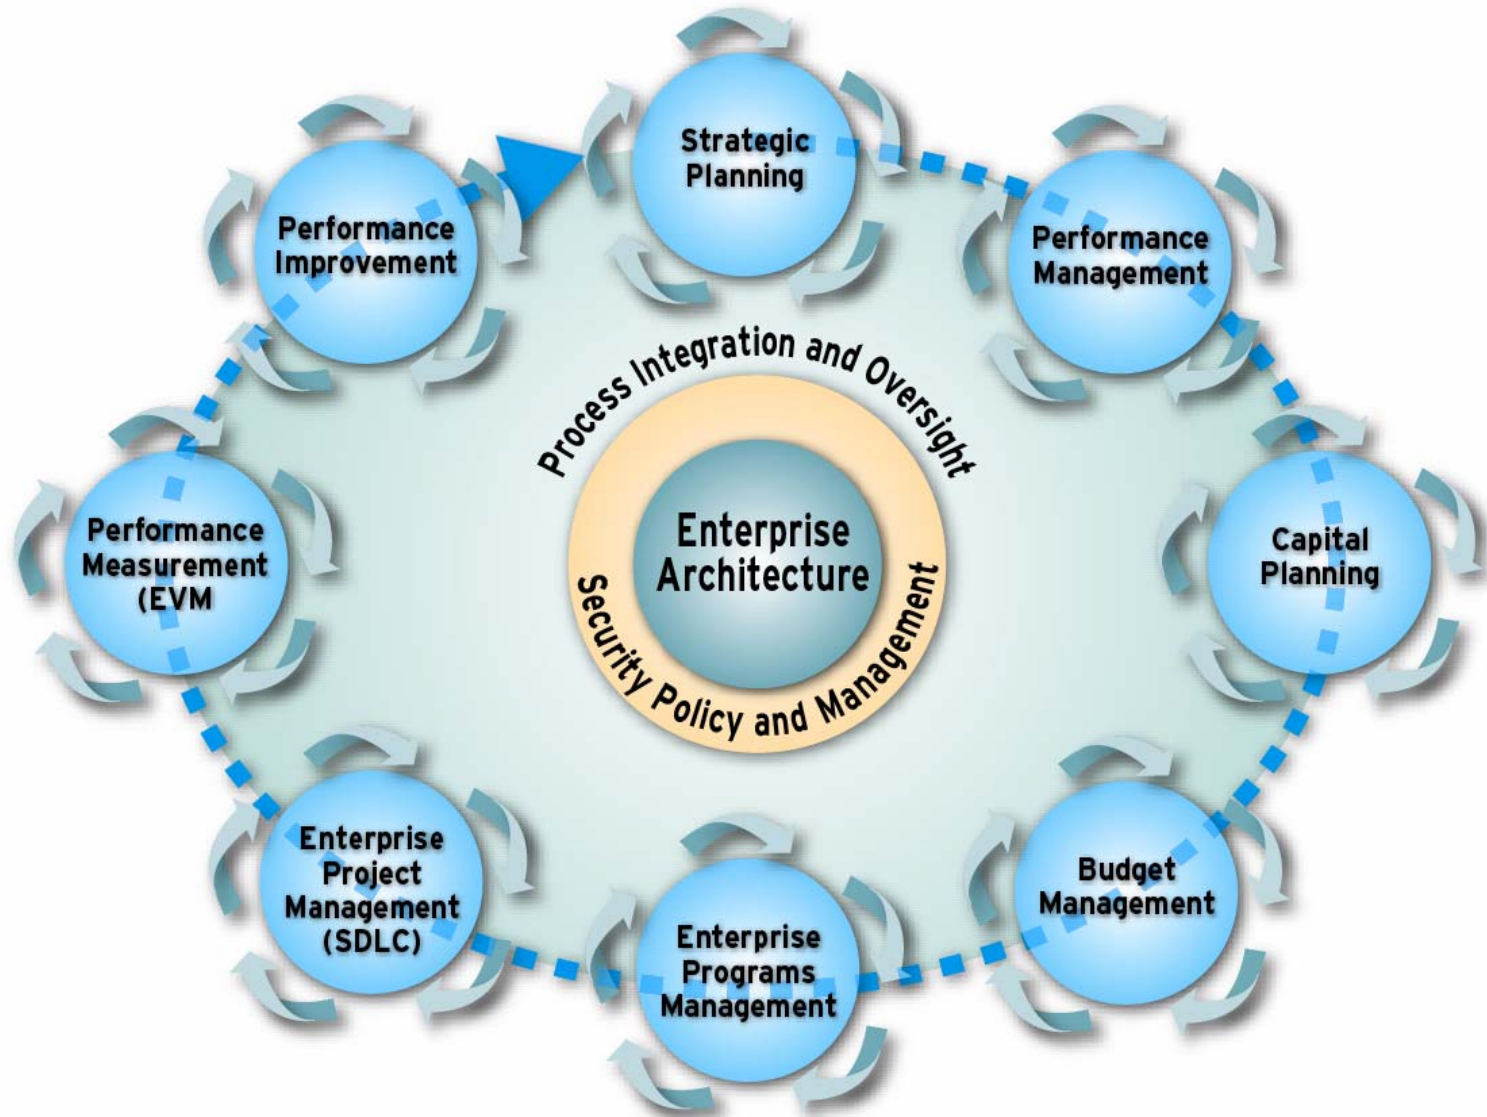 Strategic
Planning
Performance
Management
Capital
Planning
Budget
Management
Enterprise
Programs
Management
Enterprise
Project
Management
(SDLC)
Performance
Measurement
(EVM
Performance
Improvement
Process Integration and Oversight
Enterprise
Architecture
Security Policy and Management